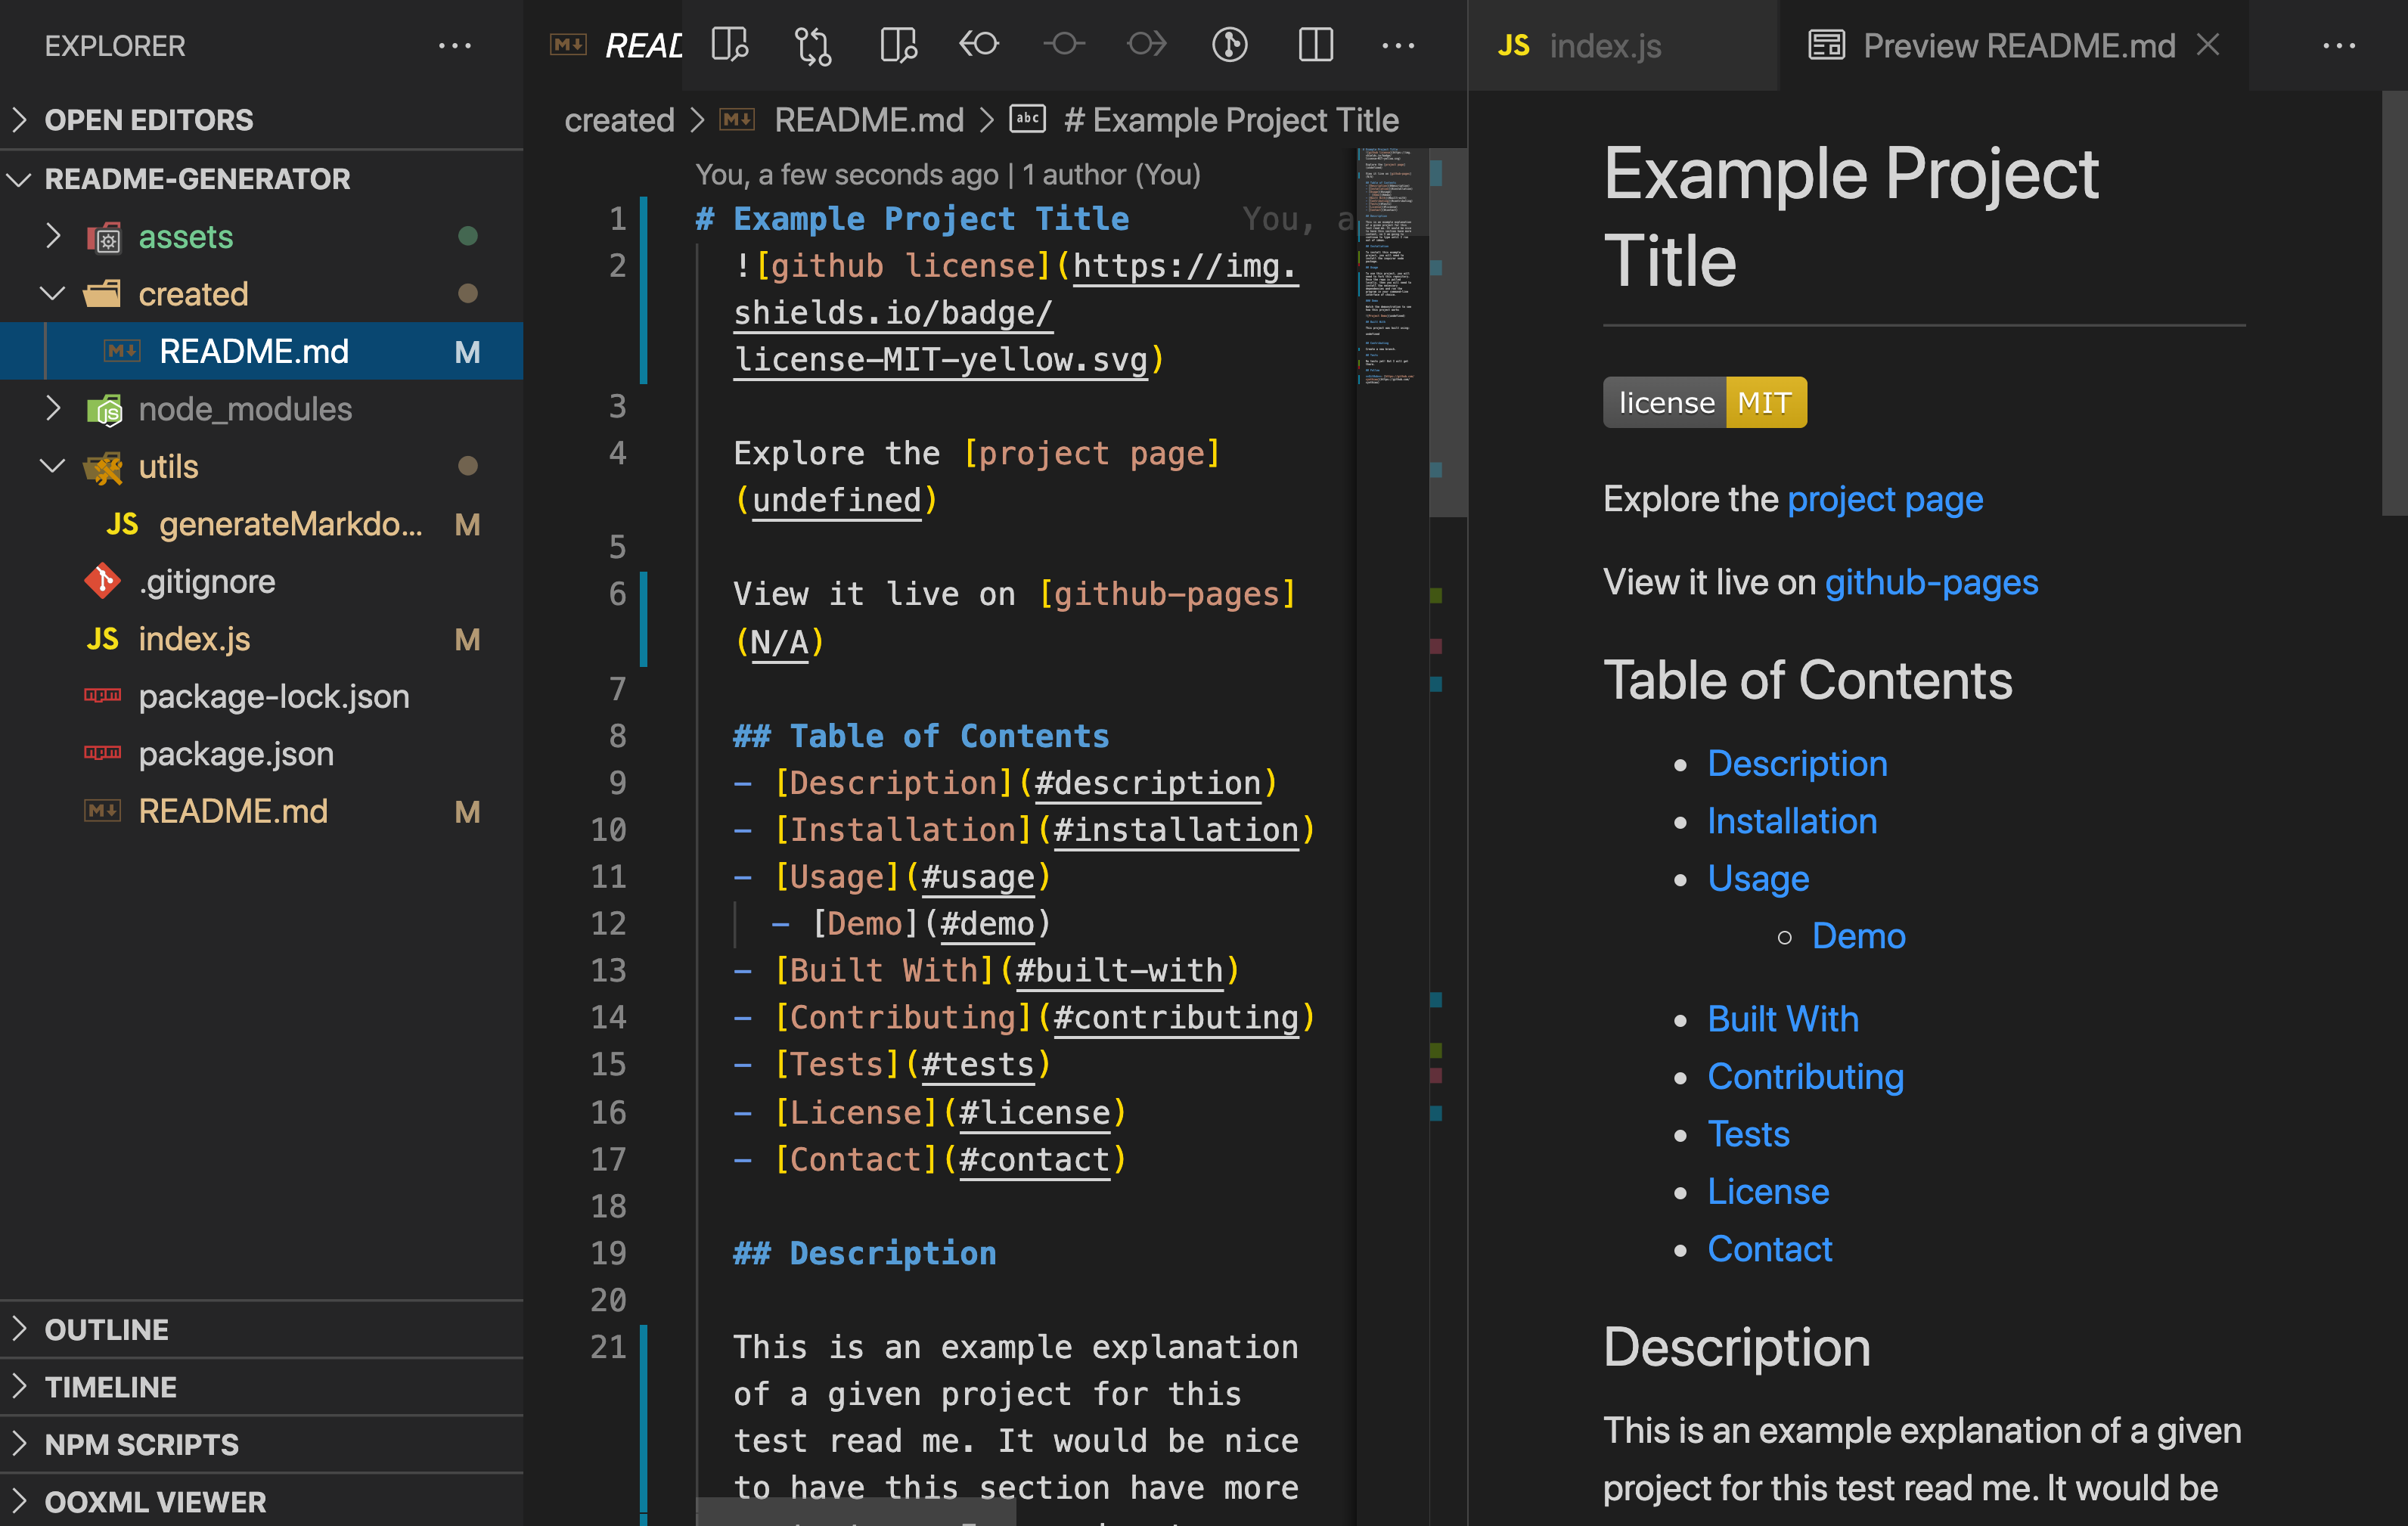 EXPLORER
OPEN EDITORS
README-GENERATOR
assets
created
README.md M
node_modules
utils
JS generateMarkdo... M
.gitignore
JS index.js M
package-lock.json
package.json
README.md M
OUTLINE
TIMELINE
NPM SCRIPTS
OOXML VIEWER
READ
created > README.md > abc # Example Project Title
You, a few seconds ago | 1 author (You)
1 # Example Project Title You, a
2 ![github license](https://img.
shields.io/badge/
license-MIT-yellow.svg)
3
4 Explore the [project page]
(undefined)
5
6 View it live on [github-pages]
(N/A)
7
8 ## Table of Contents
9 - [Description](#description)
10 - [Installation](#installation)
11 - [Usage](#usage)
12 - [Demo](#demo)
13 - [Built With](#built-with)
14 - [Contributing](#contributing)
15 - [Tests](#tests)
16 - [License](#license)
17 - [Contact](#contact)
18
19 ## Description
20
21 This is an example explanation
of a given project for this
test read me. It would be nice
to have this section have more
JS index.js
Preview README.md
Example Project
Title
license MIT
Explore the project page
View it live on github-pages
Table of Contents
Description
Installation
Usage
Demo
Built With
Contributing
Tests
License
Contact
Description
This is an example explanation of a given
project for this test read me. It would be